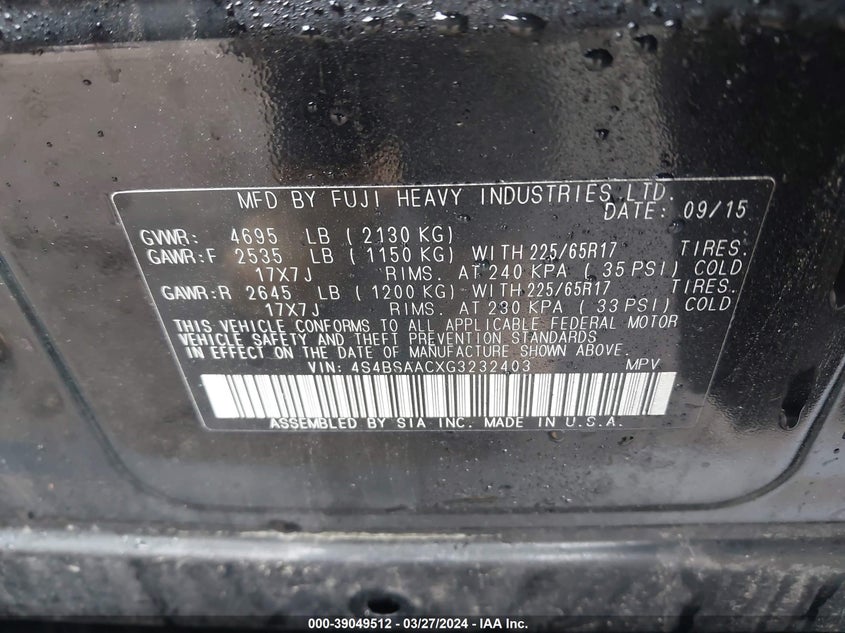 MFD BY FUJI HEAVY INDUSTRIES LTD.
DATE: 09/15
GVWR: 4695 LB ( 2130 KG)
GAWR:F 2535 LB ( 1150 KG) WITH 225/65R17 TIRES.
17X7J RIMS. AT 240 KPA ( 35 PSI) COLD
GAWR:R 2645 LB ( 1200 KG) WITH 225/65R17 TIRES.
17X7J RIMS. AT 230 KPA ( 33 PSI) COLD
THIS VEHICLE CONFORMS TO ALL APPLICABLE FEDERAL MOTOR
VEHICLE SAFETY AND THEFT PREVENTION STANDARDS
IN EFFECT ON THE DATE OF MANUFACTURE SHOWN ABOVE.
VIN: 4S4BSAACXG3232403 MPV
ASSEMBLED BY SIA INC. MADE IN U.S.A.
000-39049512 - 03/27/2024 - IAA Inc.